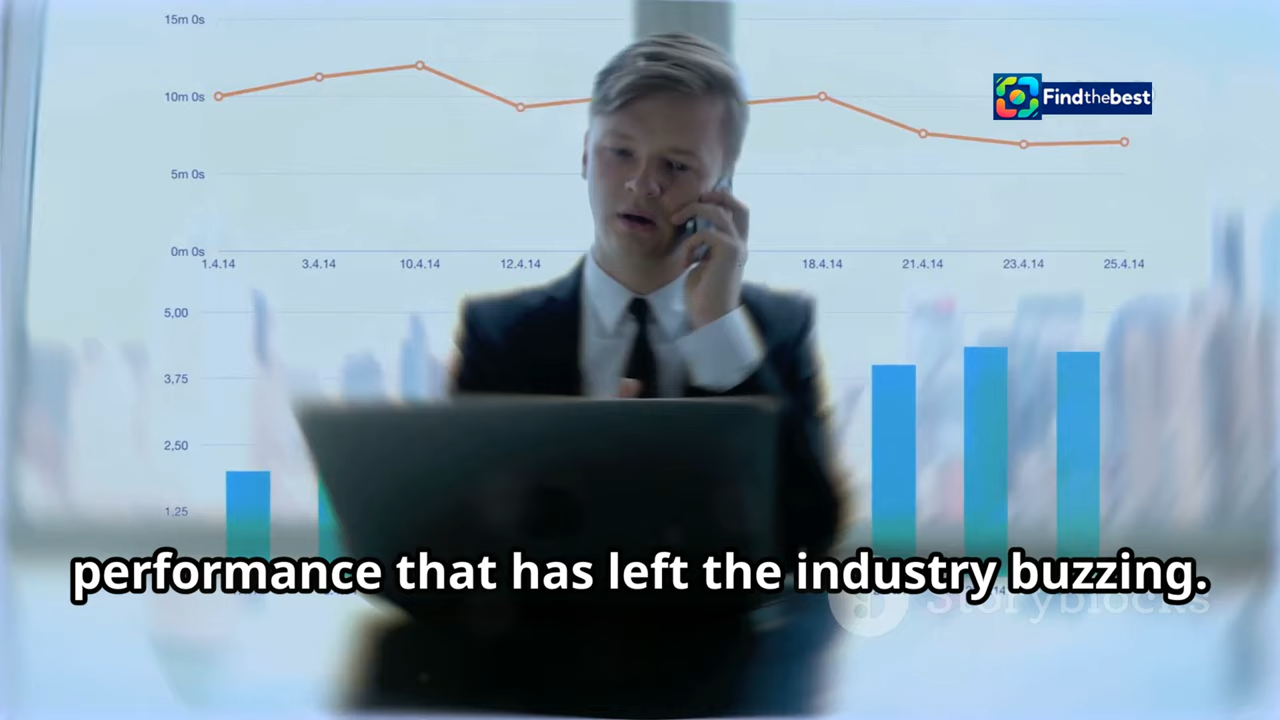 15m 0s
Findthebest
10m 0s
5m 0s
0m 0s
1.4.14 3.4.14 10.4.14 12.4.14 18.4.14 21.4.14 23.4.14 25.4.14
5,00
3,75
2,50
1,25
performance that has left the industry buzzing.
Storyblocks